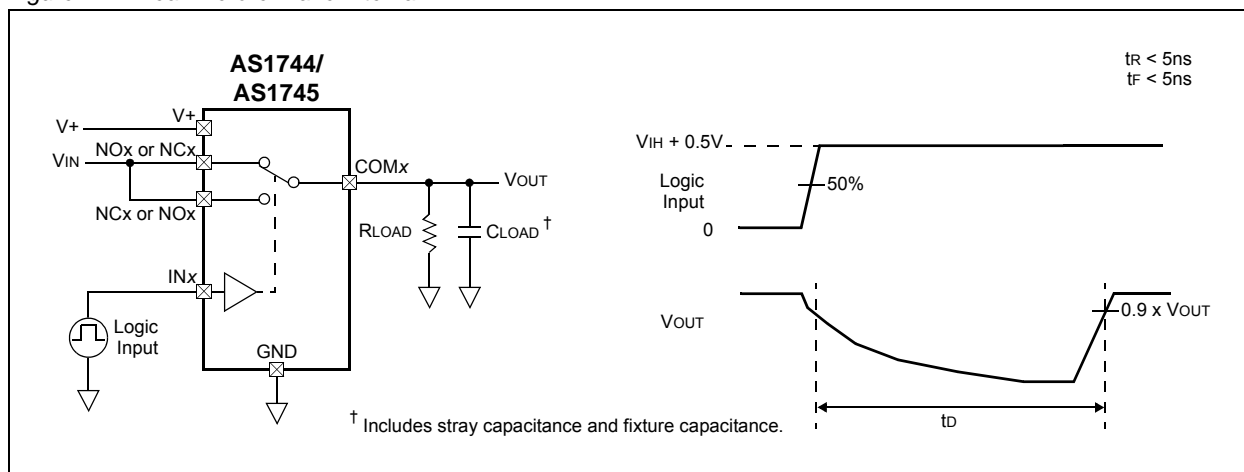 AS1744/
AS1745
V+
V+
VIN
NOx or NCx
NCx or NOx
COMx
VOUT
RLOAD
CLOAD †
INx
Logic
Input
GND
† Includes stray capacitance and fixture capacitance.
tR < 5ns
tF < 5ns
VIH + 0.5V
Logic
Input
50%
0
VOUT
0.9 x VOUT
tD